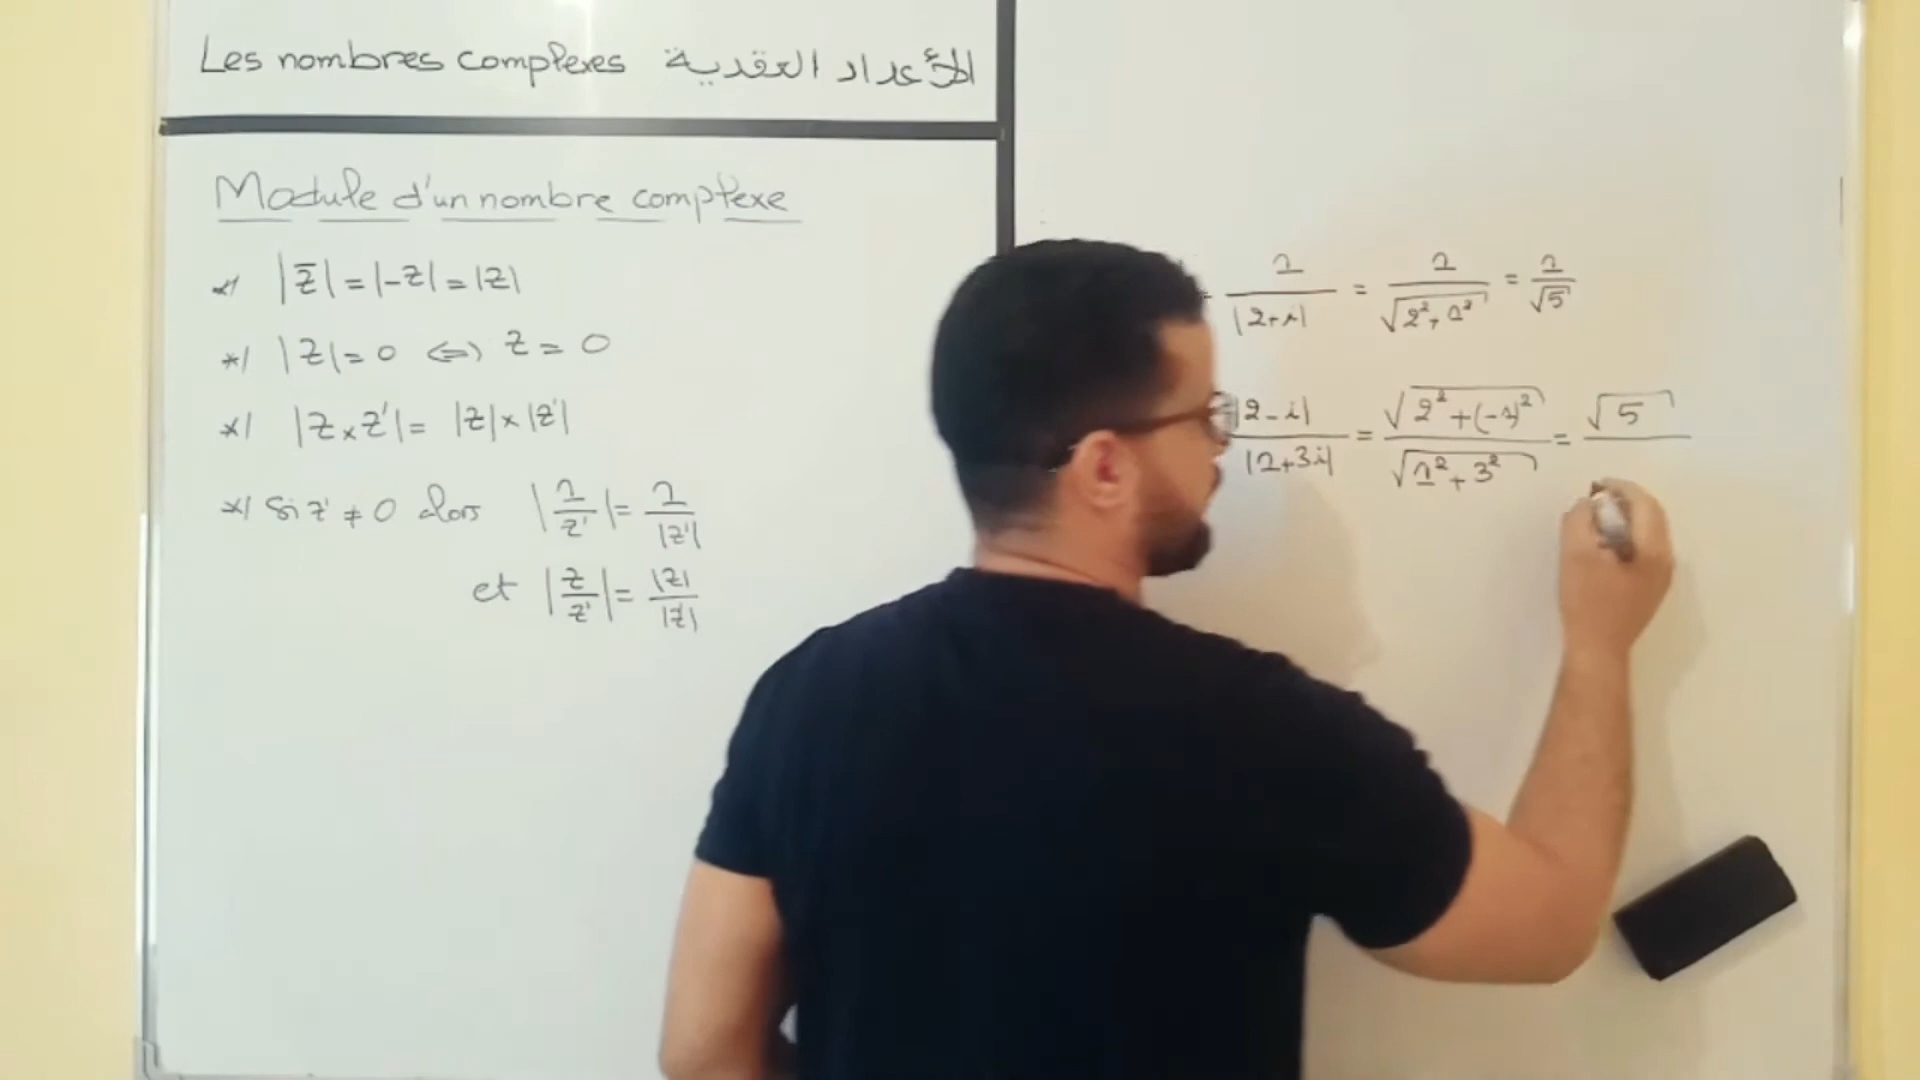 Les nombres complexes الأعداد العقدية
Module d'un nombre complexe
*/ |z̄| = |-z| = |z|
*/ |z| = 0 ⇔ z = 0
*/ |z × z'| = |z| × |z'|
*/ Si z' ≠ 0 alors |1/z'| = 1/|z'|
et |z/z'| = |z|/|z'|
1/|2+i| = 1/√(2²+1²) = 1/√5
|2-i|/|1+3i| = √(2²+(-1)²)/√(1²+3²) = √5